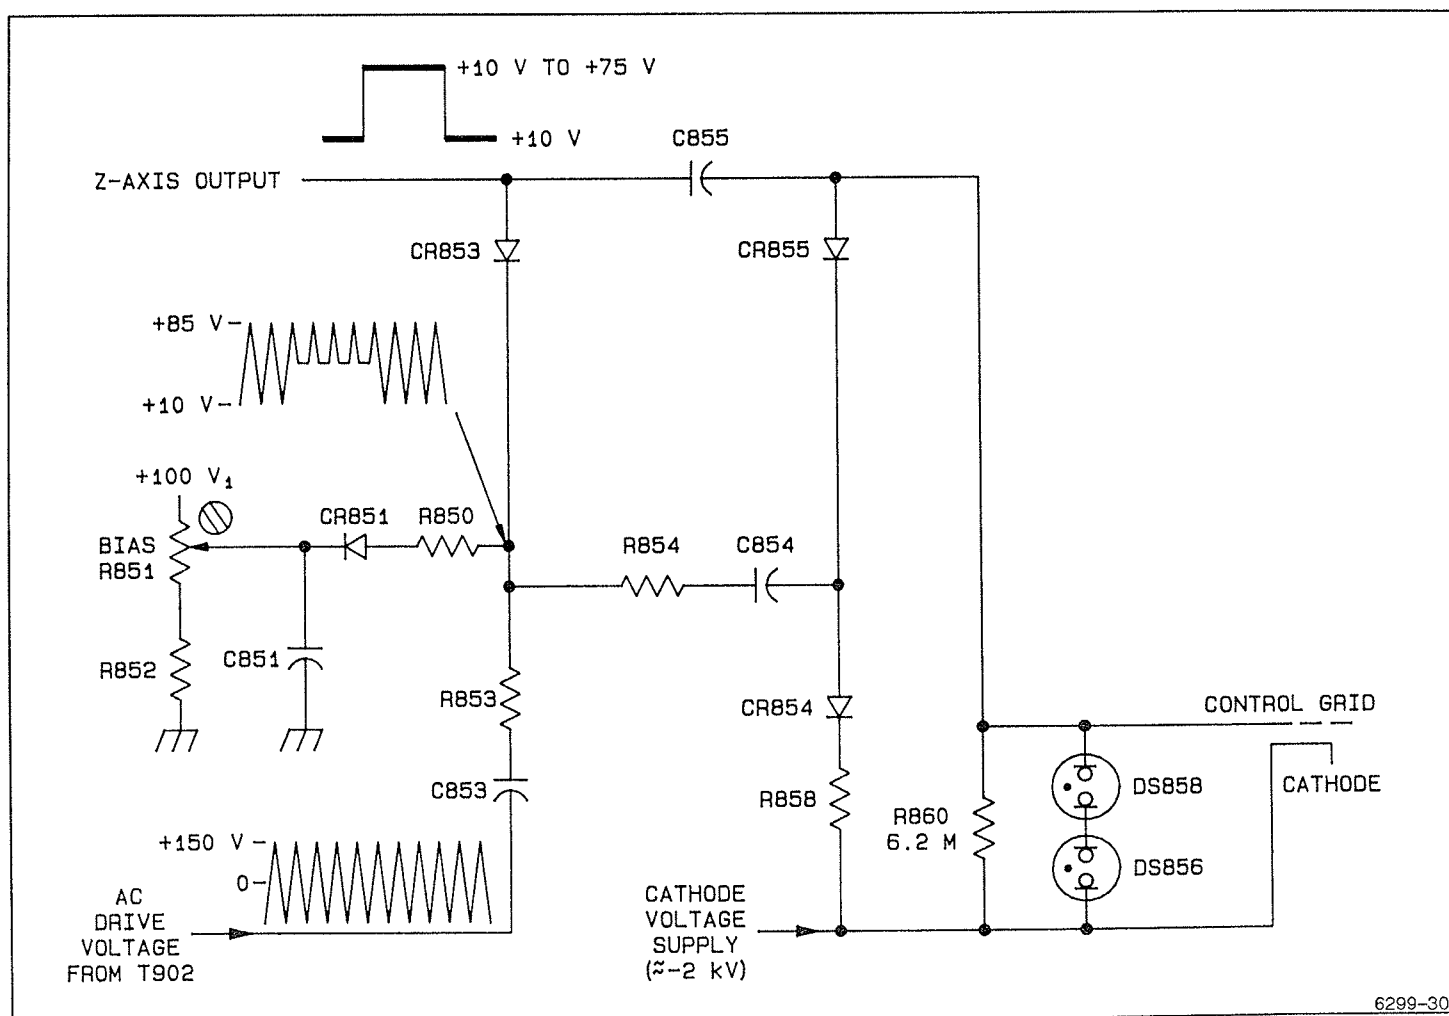 +10 V TO +75 V
+10 V
C855
Z-AXIS OUTPUT
CR853
CR855
+85 V
+10 V
+100 V₁
CR851
R850
BIAS
R851
R854
C854
R852
C851
R853
CR854
CONTROL GRID
C853
R858
R860
6.2 M
DS858
CATHODE
+150 V
0
DS856
AC
DRIVE
VOLTAGE
FROM T902
CATHODE
VOLTAGE
SUPPLY
(≈-2 kV)
6299-30